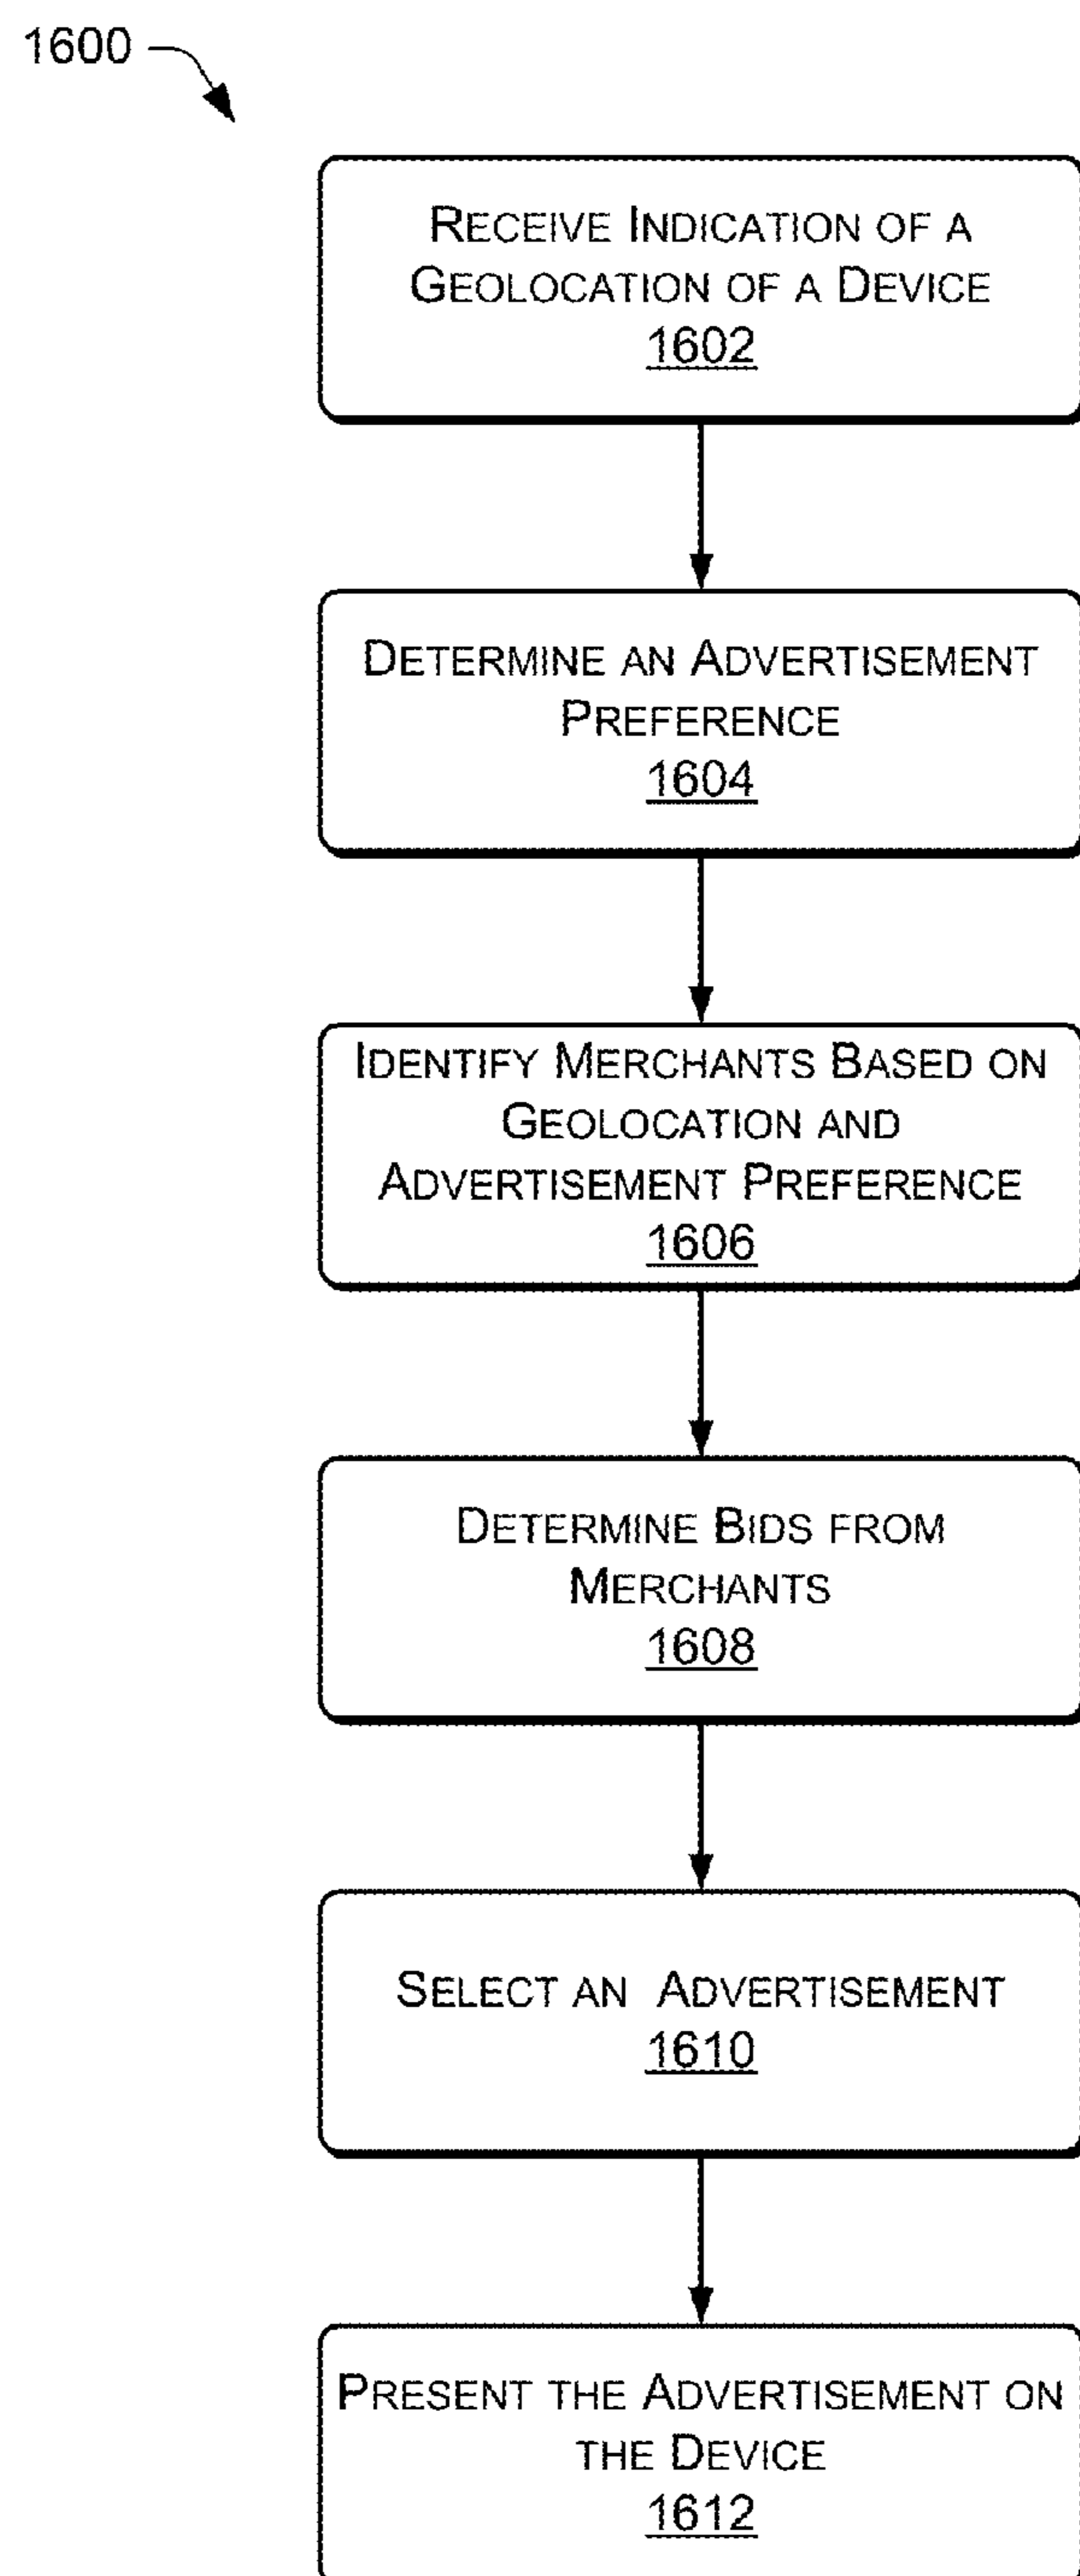 1600
RECEIVE INDICATION OF A
GEOLOCATION OF A DEVICE
1602
DETERMINE AN ADVERTISEMENT
PREFERENCE
1604
IDENTIFY MERCHANTS BASED ON
GEOLOCATION AND
ADVERTISEMENT PREFERENCE
1606
DETERMINE BIDS FROM
MERCHANTS
1608
SELECT AN ADVERTISEMENT
1610
PRESENT THE ADVERTISEMENT ON
THE DEVICE
1612